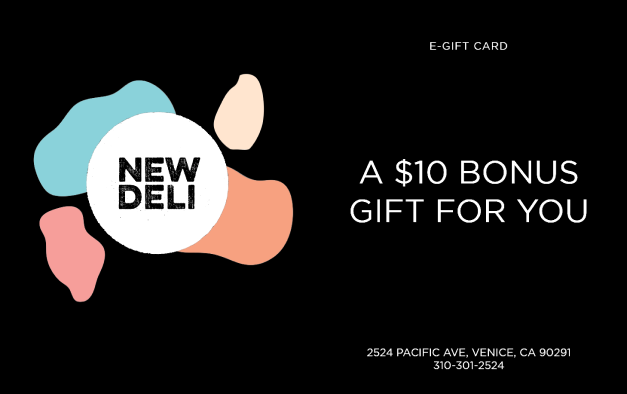 E-GIFT CARD
NEW
DELI
A $10 BONUS
GIFT FOR YOU
2524 PACIFIC AVE, VENICE, CA 90291
310-301-2524